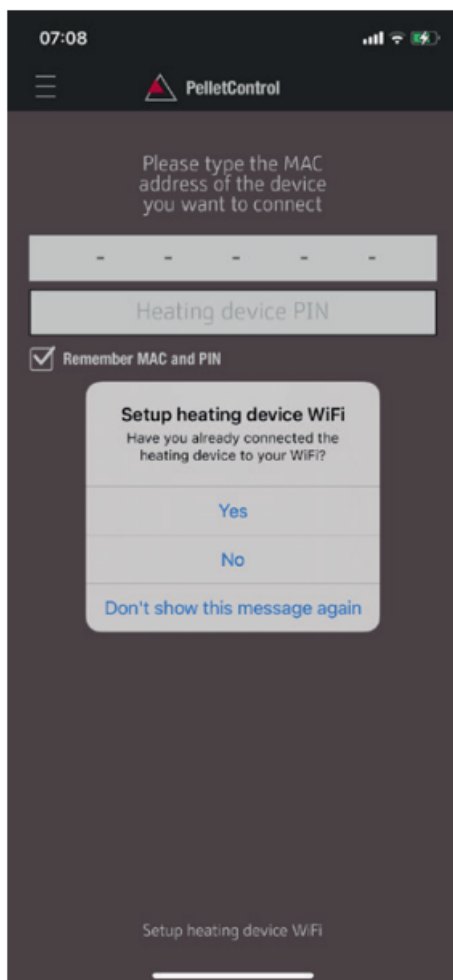 07:08
PelletControl
Please type the MAC
address of the device
you want to connect
- - - - -
Heating device PIN
Remember MAC and PIN
Setup heating device WiFi
Have you already connected the
heating device to your WiFi?
Yes
No
Don't show this message again
Setup heating device WiFi